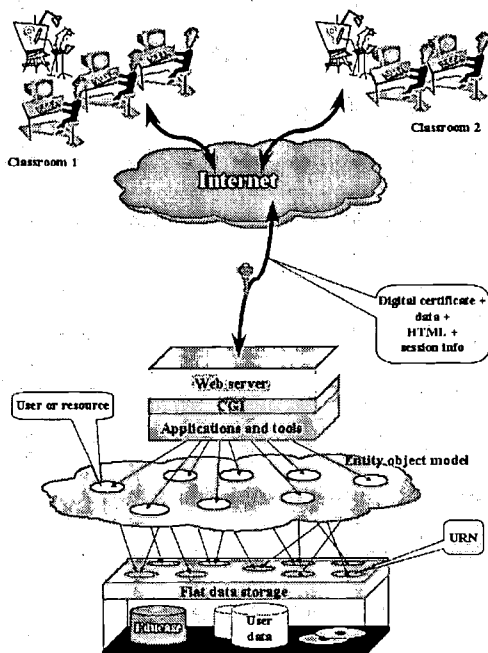 Classroom 1
Classroom 2
Internet
Digital certificate +
data +
HTML +
session info
Web server
CGI
Applications and tools
User or resource
Entity object model
URN
Flat data storage
Educase
User
data